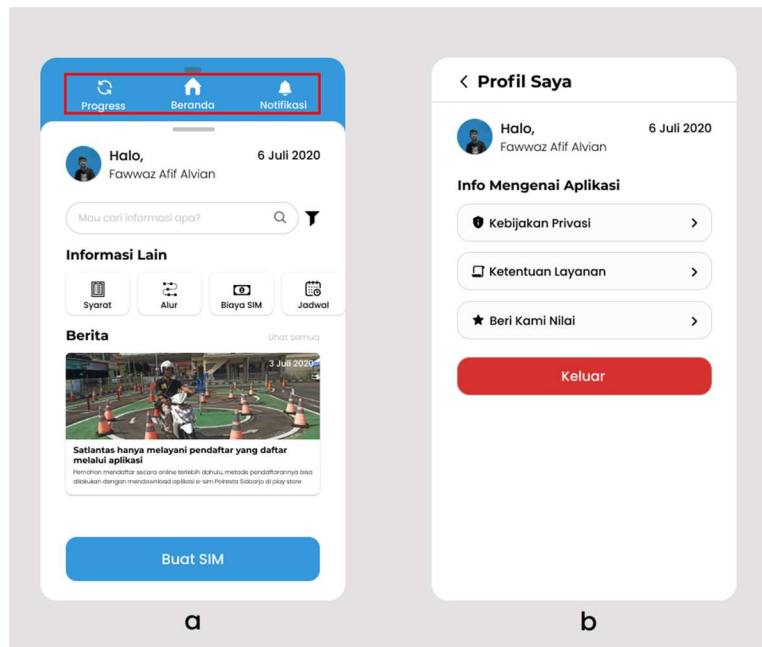 Progress Beranda Notifikasi
Halo, 6 Juli 2020
Fawwaz Afif Alvian
Mau cari informasi apa?
Informasi Lain
Syarat Alur Biaya SIM Jadwal
Berita Lihat semua
3 Juli 2020
Satlantas hanya melayani pendaftar yang daftar
melalui aplikasi
Pemohon mendaftar secara online terlebih dahulu, metode pendaftarannya bisa
dilakukan dengan mendownload aplikasi e-sim Polresta Sidoarjo di play store
Buat SIM
a
Profil Saya
Halo, 6 Juli 2020
Fawwaz Afif Alvian
Info Mengenai Aplikasi
Kebijakan Privasi
Ketentuan Layanan
Beri Kami Nilai
Keluar
b